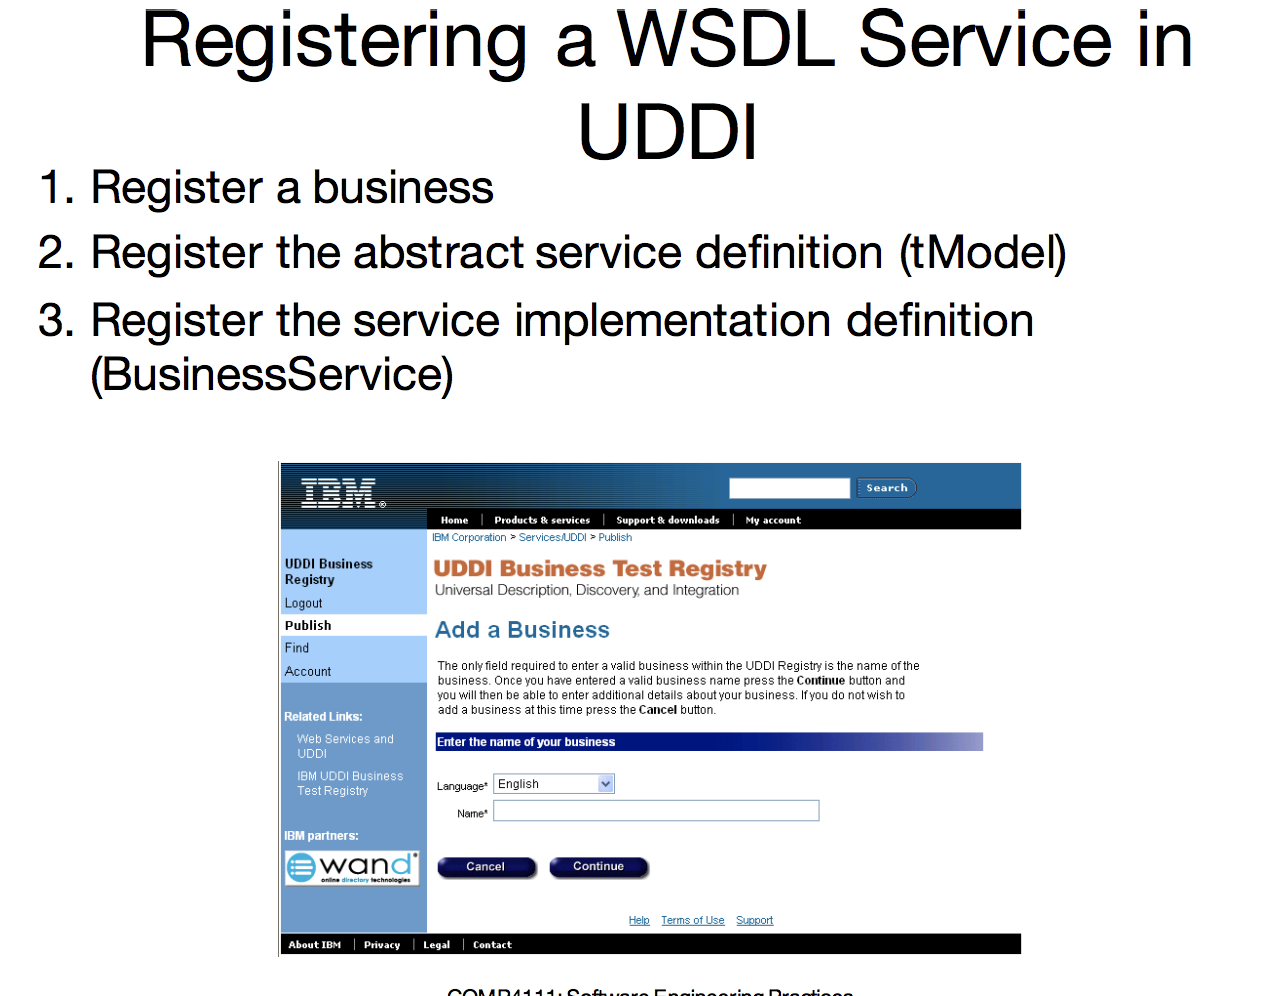 Registering a WSDL Service in
UDDI
1. Register a business
2. Register the abstract service definition (tModel)
3. Register the service implementation definition
(BusinessService)
IBM®
Search
Home | Products & services | Support & downloads | My account
IBM Corporation > Services/UDDI > Publish
UDDI Business
Registry
Logout
Publish
Find
Account
Related Links:
Web Services and
UDDI
IBM UDDI Business
Test Registry
IBM partners:
wand
online directory technologies
UDDI Business Test Registry
Universal Description, Discovery, and Integration
Add a Business
The only field required to enter a valid business within the UDDI Registry is the name of the
business. Once you have entered a valid business name press the Continue button and
you will then be able to enter additional details about your business. If you do not wish to
add a business at this time press the Cancel button.
Enter the name of your business
Language* English
Name*
Cancel Continue
Help Terms of Use Support
About IBM | Privacy | Legal | Contact
COMP4111: Software Engineering Practices